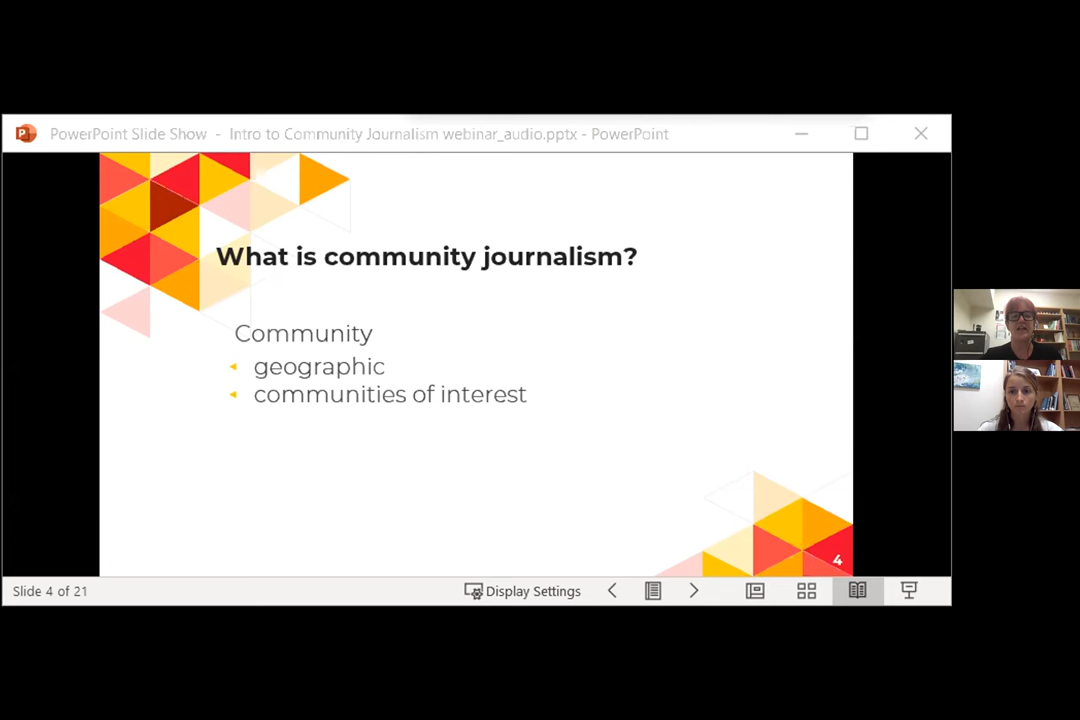 PowerPoint Slide Show - Intro to Community Journalism webinar_audio.pptx - PowerPoint
What is community journalism?
Community
geographic
communities of interest
4
Slide 4 of 21
Display Settings